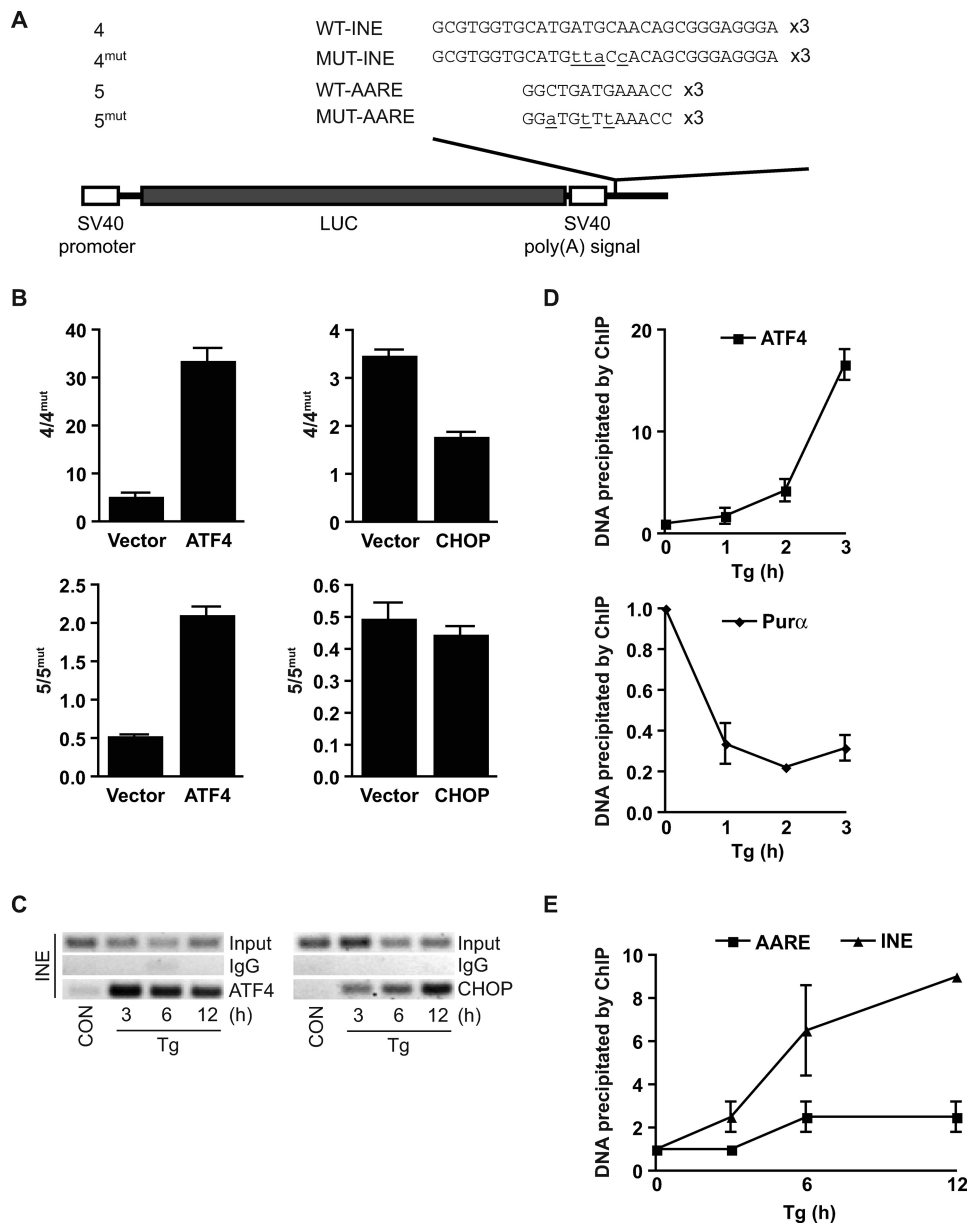 A
4 WT-INE GCGTGGTGCATGATGCAACAGCGGGAGGGA x3
4mut MUT-INE GCGTGGTGCATGttaCcACAGCGGGAGGGA x3
5 WT-AARE GGCTGATGAAACC x3
5mut MUT-AARE GGaTGtTtAAACC x3
SV40 promoter
LUC
SV40 poly(A) signal
B
4/4mut
40
30
20
10
0
Vector ATF4
4/4mut
4
3
2
1
0
Vector CHOP
5/5mut
2.5
2.0
1.5
1.0
0.5
0.0
Vector ATF4
5/5mut
0.6
0.5
0.4
0.3
0.2
0.1
0.0
Vector CHOP
C
INE
Input
IgG
ATF4
CON 3 6 12 (h)
Tg
Input
IgG
CHOP
CON 3 6 12 (h)
Tg
D
DNA precipitated by ChIP
ATF4
20
10
0
0 1 2 3
Tg (h)
DNA precipitated by ChIP
Purα
1.0
0.8
0.6
0.4
0.2
0.0
0 1 2 3
Tg (h)
E
AARE INE
DNA precipitated by ChIP
10
8
6
4
2
0
0 6 12
Tg (h)